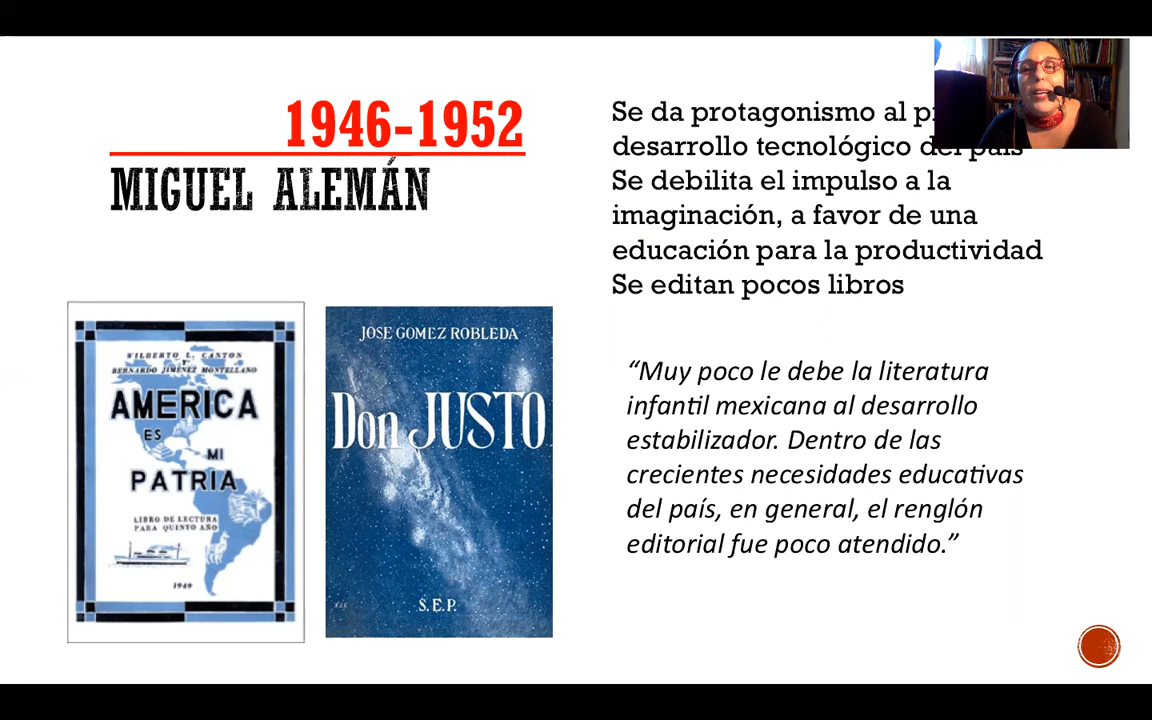 1946-1952
MIGUEL ALEMÁN
Se da protagonismo al
desarrollo tecnológico del país
Se debilita el impulso a la
imaginación, a favor de una
educación para la productividad
Se editan pocos libros
“Muy poco le debe la literatura
infantil mexicana al desarrollo
estabilizador. Dentro de las
crecientes necesidades educativas
del país, en general, el renglón
editorial fue poco atendido.”
WILBERTO L. CANTON
Y
BERNARDO JIMÉNEZ MONTELLANO
AMERICA
ES
MI
PATRIA
LIBRO DE LECTURA
PARA QUINTO AÑO
1949
JOSE GOMEZ ROBLEDA
Don JUSTO
S.E.P.